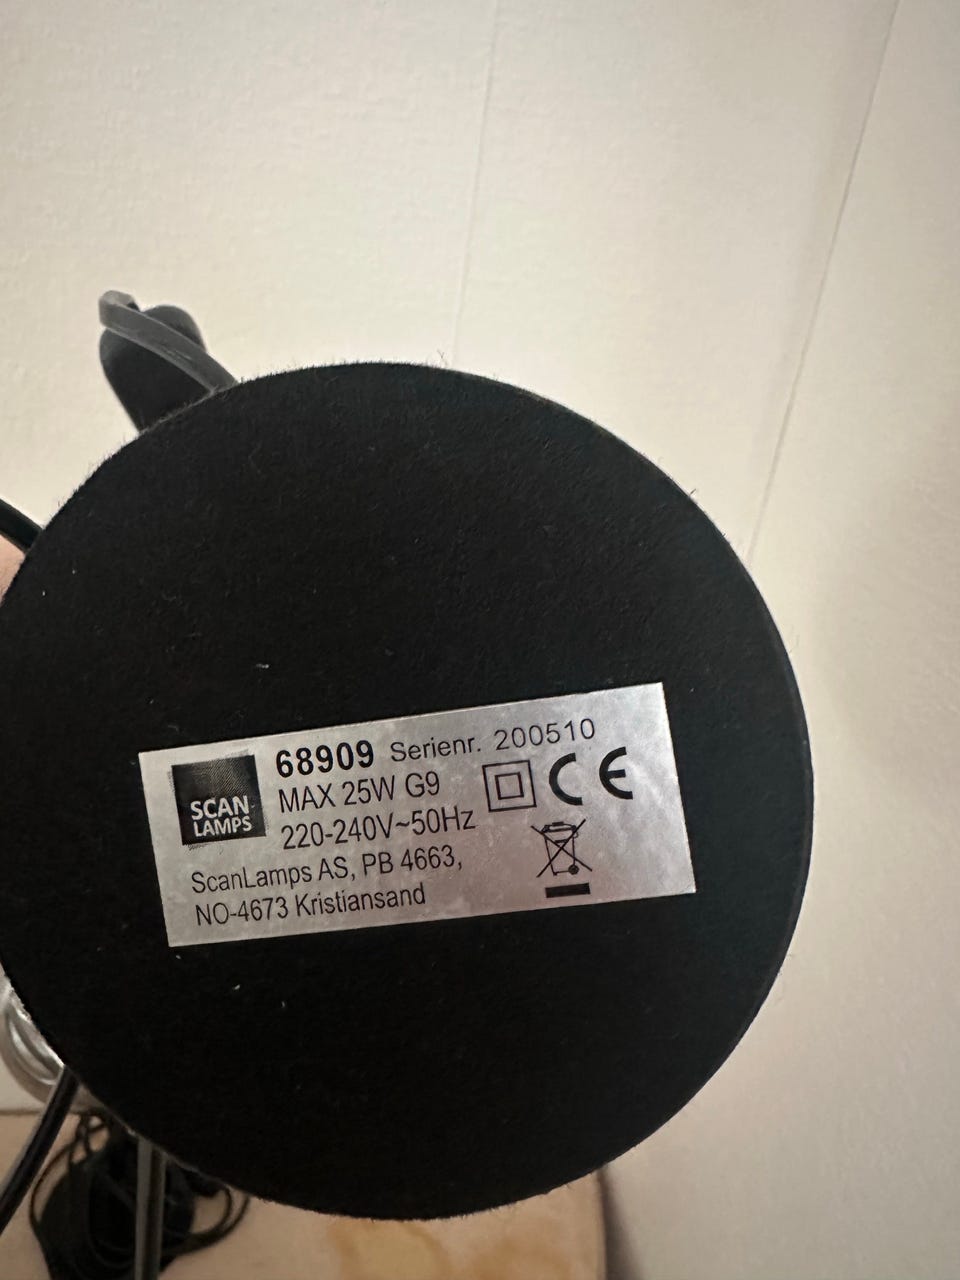 68909 Serienr. 200510
SCAN
LAMPS
MAX 25W G9
220-240V~50Hz
CE
ScanLamps AS, PB 4663,
NO-4673 Kristiansand